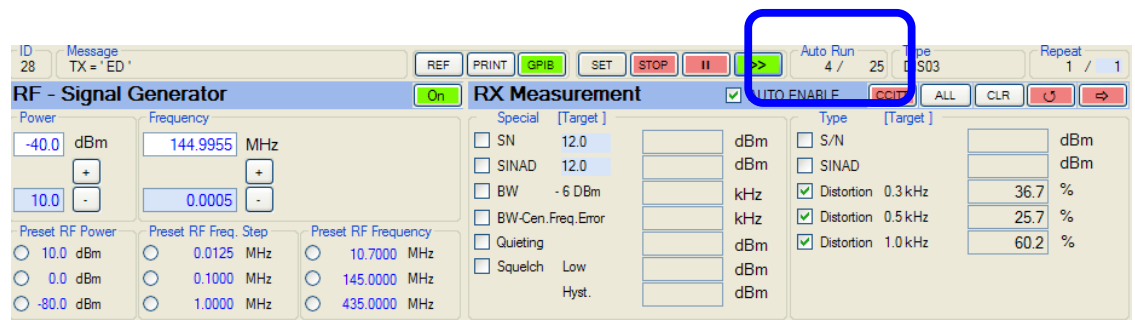 ID Message Auto Run Type Repeat
28 TX = ' ED ' REF PRINT GPIB SET STOP II >> 4 / 25 DS03 1 / 1
RF - Signal Generator On RX Measurement AUTO ENABLE CCITT ALL CLR
Power Frequency Special [Target ] Type [Target ]
-40.0 dBm 144.9955 MHz SN 12.0 dBm S/N dBm
+ + SINAD 12.0 dBm SINAD dBm
10.0 - 0.0005 - BW - 6 DBm kHz Distortion 0.3 kHz 36.7 %
BW-Cen.Freq.Error kHz Distortion 0.5 kHz 25.7 %
Preset RF Power Preset RF Freq. Step Preset RF Frequency
10.0 dBm 0.0125 MHz 10.7000 MHz Quieting dBm Distortion 1.0 kHz 60.2 %
0.0 dBm 0.1000 MHz 145.0000 MHz Squelch Low dBm
-80.0 dBm 1.0000 MHz 435.0000 MHz Hyst. dBm